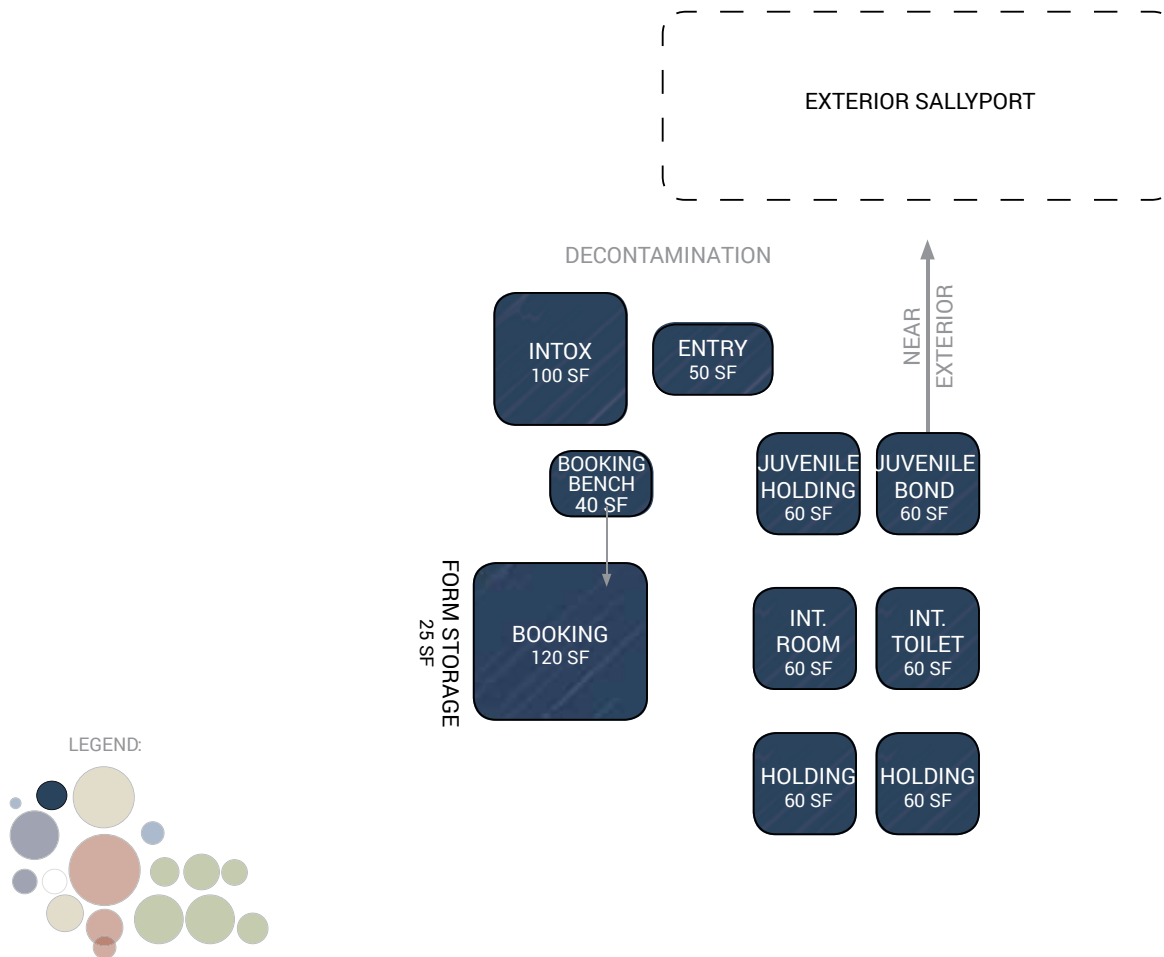 EXTERIOR SALLYPORT
DECONTAMINATION
NEAR
EXTERIOR
INTOX
100 SF
ENTRY
50 SF
BOOKING
BENCH
40 SF
JUVENILE
HOLDING
60 SF
JUVENILE
BOND
60 SF
FORM STORAGE
25 SF
BOOKING
120 SF
INT.
ROOM
60 SF
INT.
TOILET
60 SF
HOLDING
60 SF
HOLDING
60 SF
LEGEND: